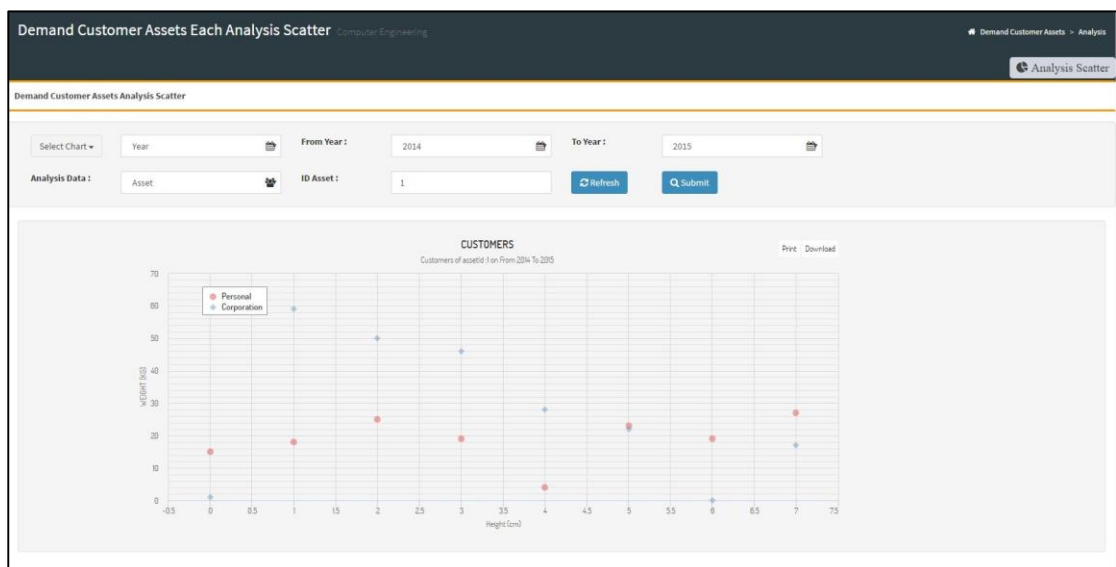 Demand Customer Assets Each Analysis Scatter Computer Engineering
Demand Customer Assets > Analysis
Analysis Scatter
Demand Customer Assets Analysis Scatter
Select Chart Year From Year : 2014 To Year : 2015
Analysis Data : Asset ID Asset : 1 Refresh Submit
CUSTOMERS
Print Download
Customers of assetid :1 on From 2014 To 2015
Personal
Corporation
70
60
50
40
30
20
10
0
WEIGHT (KG)
-0.5 0 0.5 1 1.5 2 2.5 3 3.5 4 4.5 5 5.5 6 6.5 7 7.5
Height (cm)